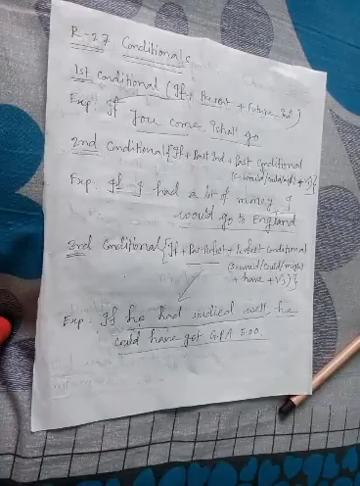 R-27 Conditionals
1st Conditional (If + Present + Future Ind.)
Exp: If you come, I shall go
2nd Conditional {If + Past Ind + Past Conditional
(S+would/could/might + V1)}
Exp: If I had a lot of money I
would go to England
2nd Conditional {If + Past Perfect + Perfect Conditional
(S+would/could/might
+ have + V3)}
Exp: If he had studied well, he
could have got GPA 5.00.